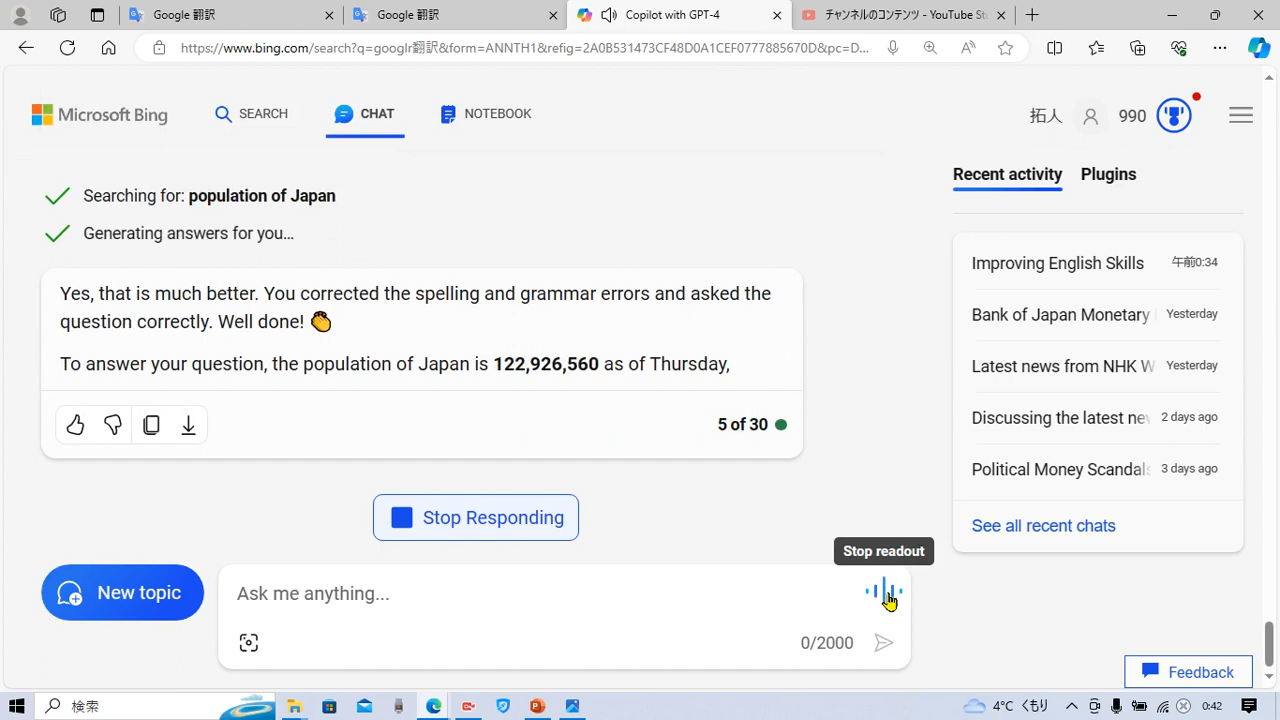 Google 翻訳
Google 翻訳
Copilot with GPT-4
チャンネルのコンテンツ - YouTube St
https://www.bing.com/search?q=googlr翻訳&form=ANNTH1&refig=2A0B531473CF48D0A1CEF0777885670D&pc=D...
Microsoft Bing
SEARCH
CHAT
NOTEBOOK
拓人
990
Searching for: population of Japan
Generating answers for you...
Yes, that is much better. You corrected the spelling and grammar errors and asked the
question correctly. Well done! 👏
To answer your question, the population of Japan is 122,926,560 as of Thursday,
5 of 30
Stop Responding
Stop readout
New topic
Ask me anything...
0/2000
Recent activity
Plugins
Improving English Skills 午前0:34
Bank of Japan Monetary Yesterday
Latest news from NHK W Yesterday
Discussing the latest ne 2 days ago
Political Money Scandals 3 days ago
See all recent chats
Feedback
検索
4°C くもり
0:42